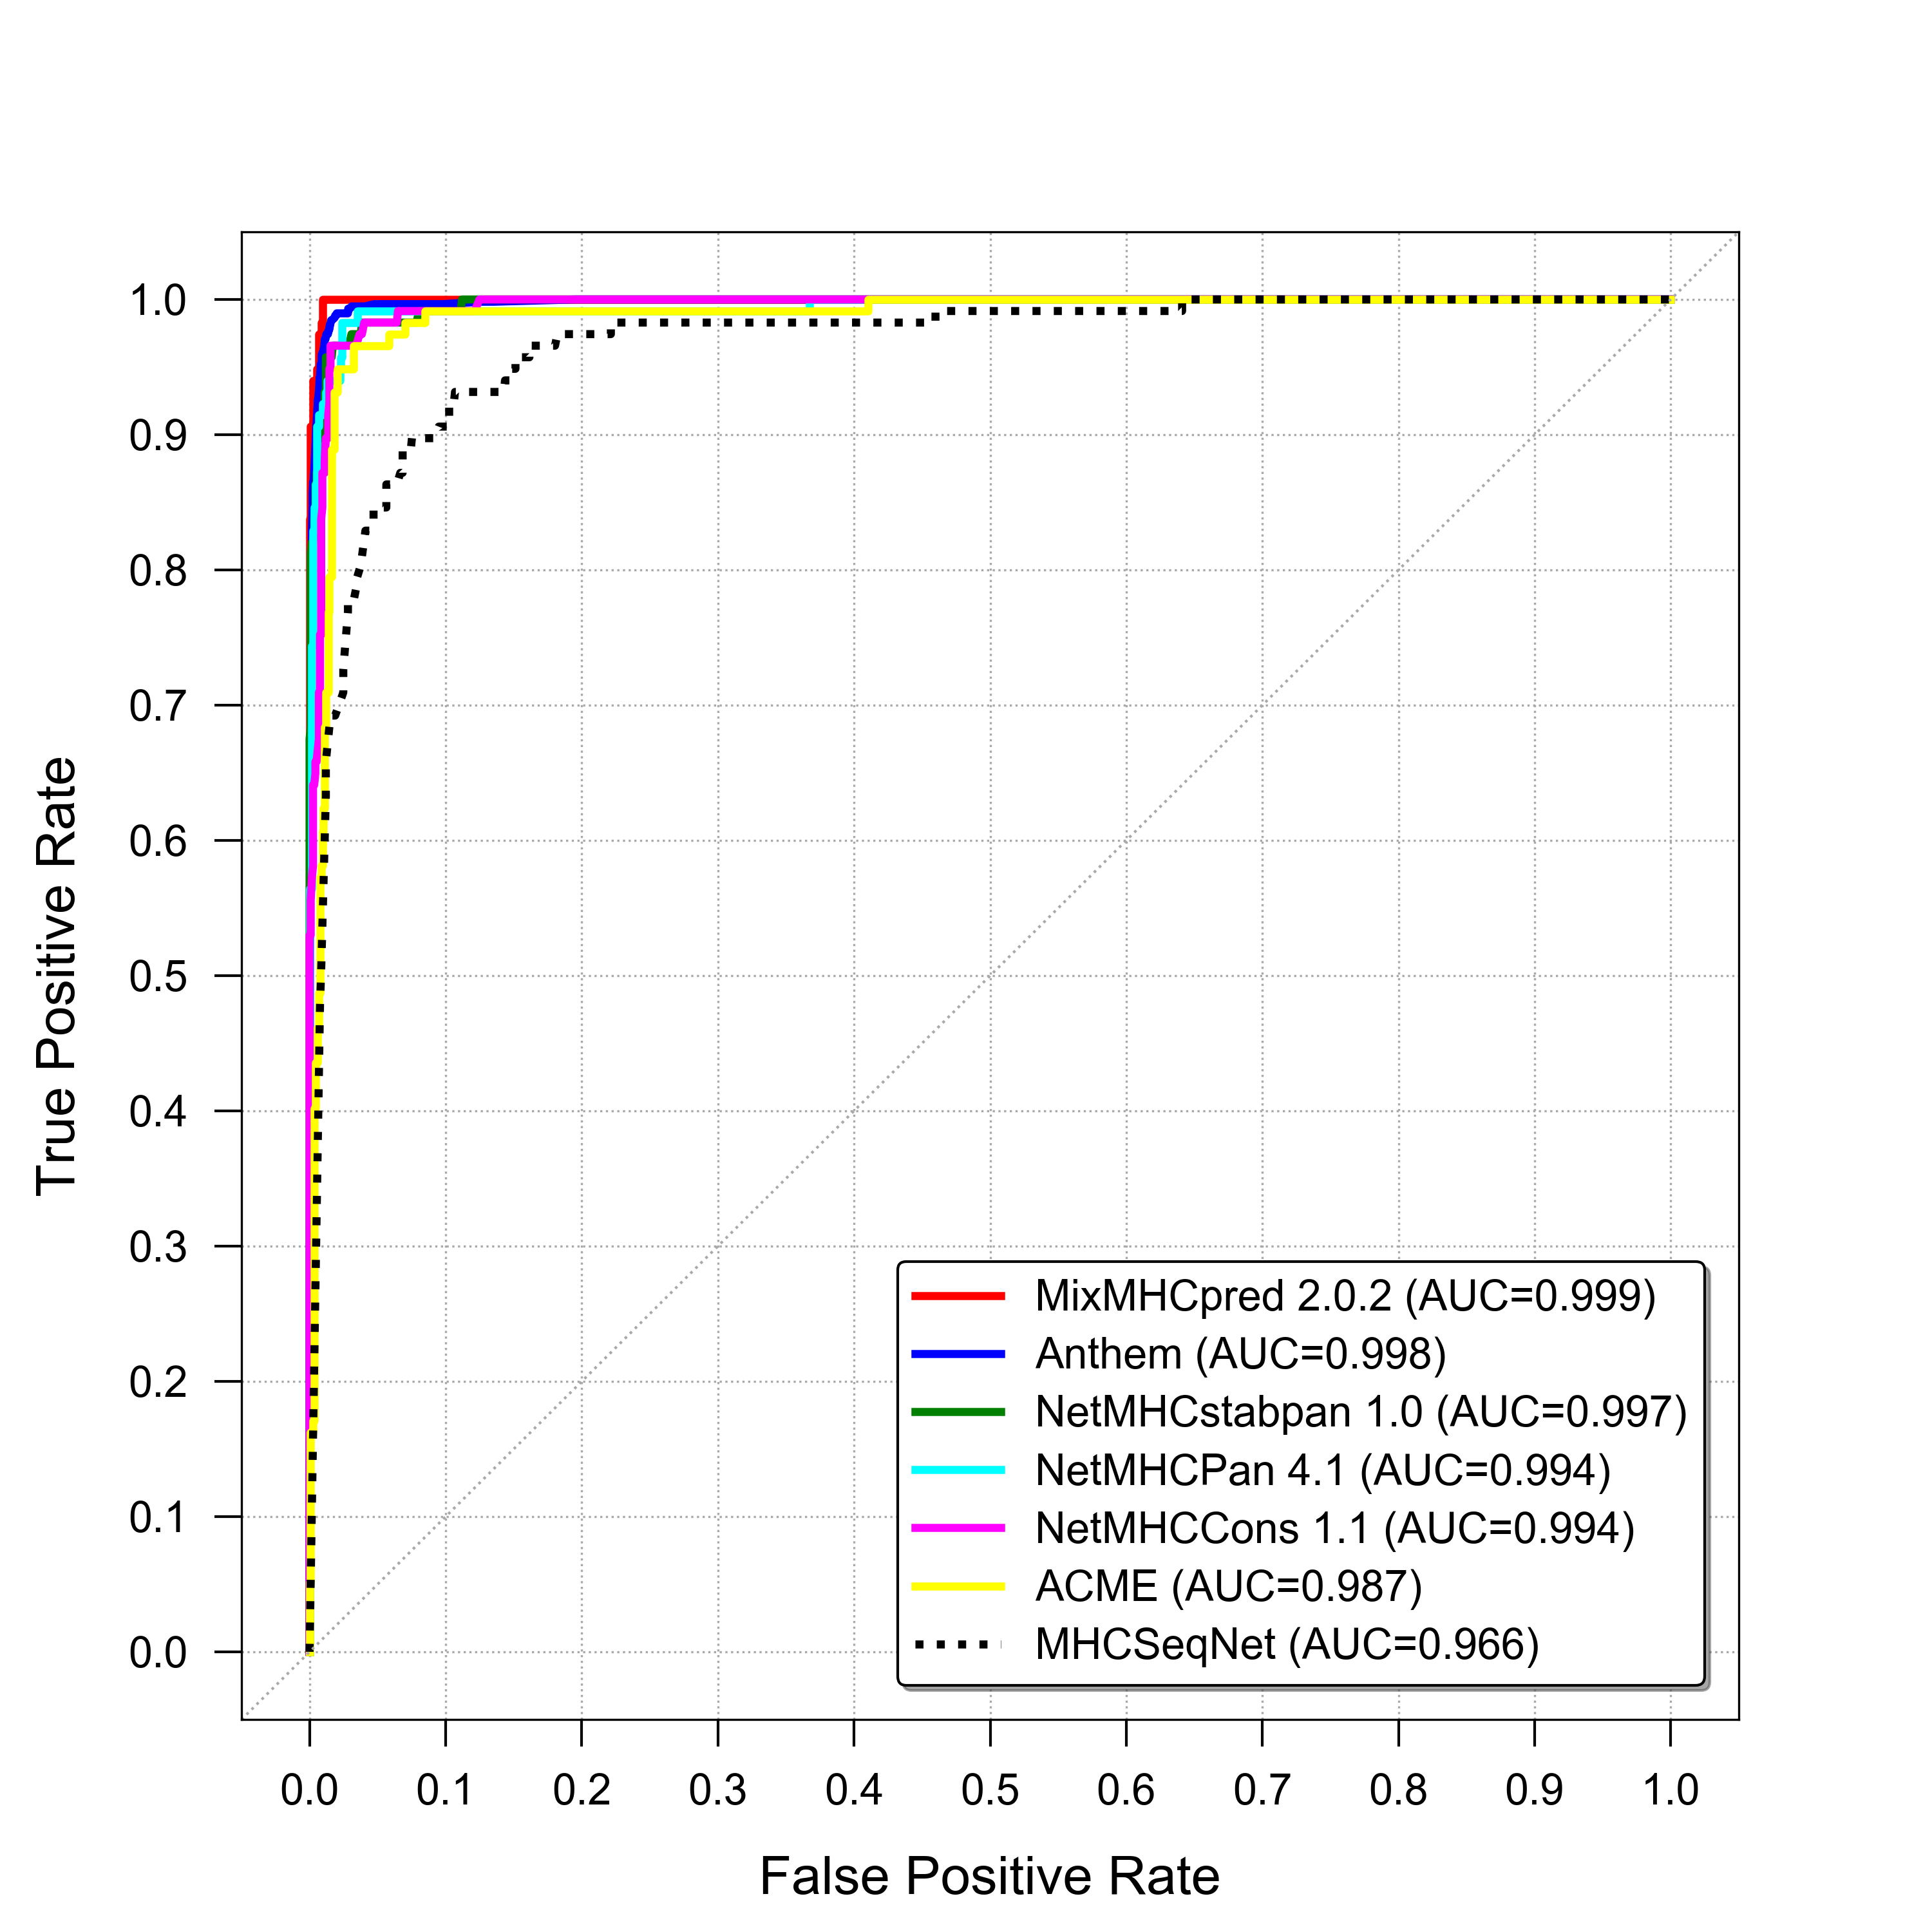 True Positive Rate
1.0
0.9
0.8
0.7
0.6
0.5
0.4
0.3
0.2
0.1
0.0
MixMHCpred 2.0.2 (AUC=0.999)
Anthem (AUC=0.998)
NetMHCstabpan 1.0 (AUC=0.997)
NetMHCPan 4.1 (AUC=0.994)
NetMHCCons 1.1 (AUC=0.994)
ACME (AUC=0.987)
MHCSeqNet (AUC=0.966)
0.0 0.1 0.2 0.3 0.4 0.5 0.6 0.7 0.8 0.9 1.0
False Positive Rate